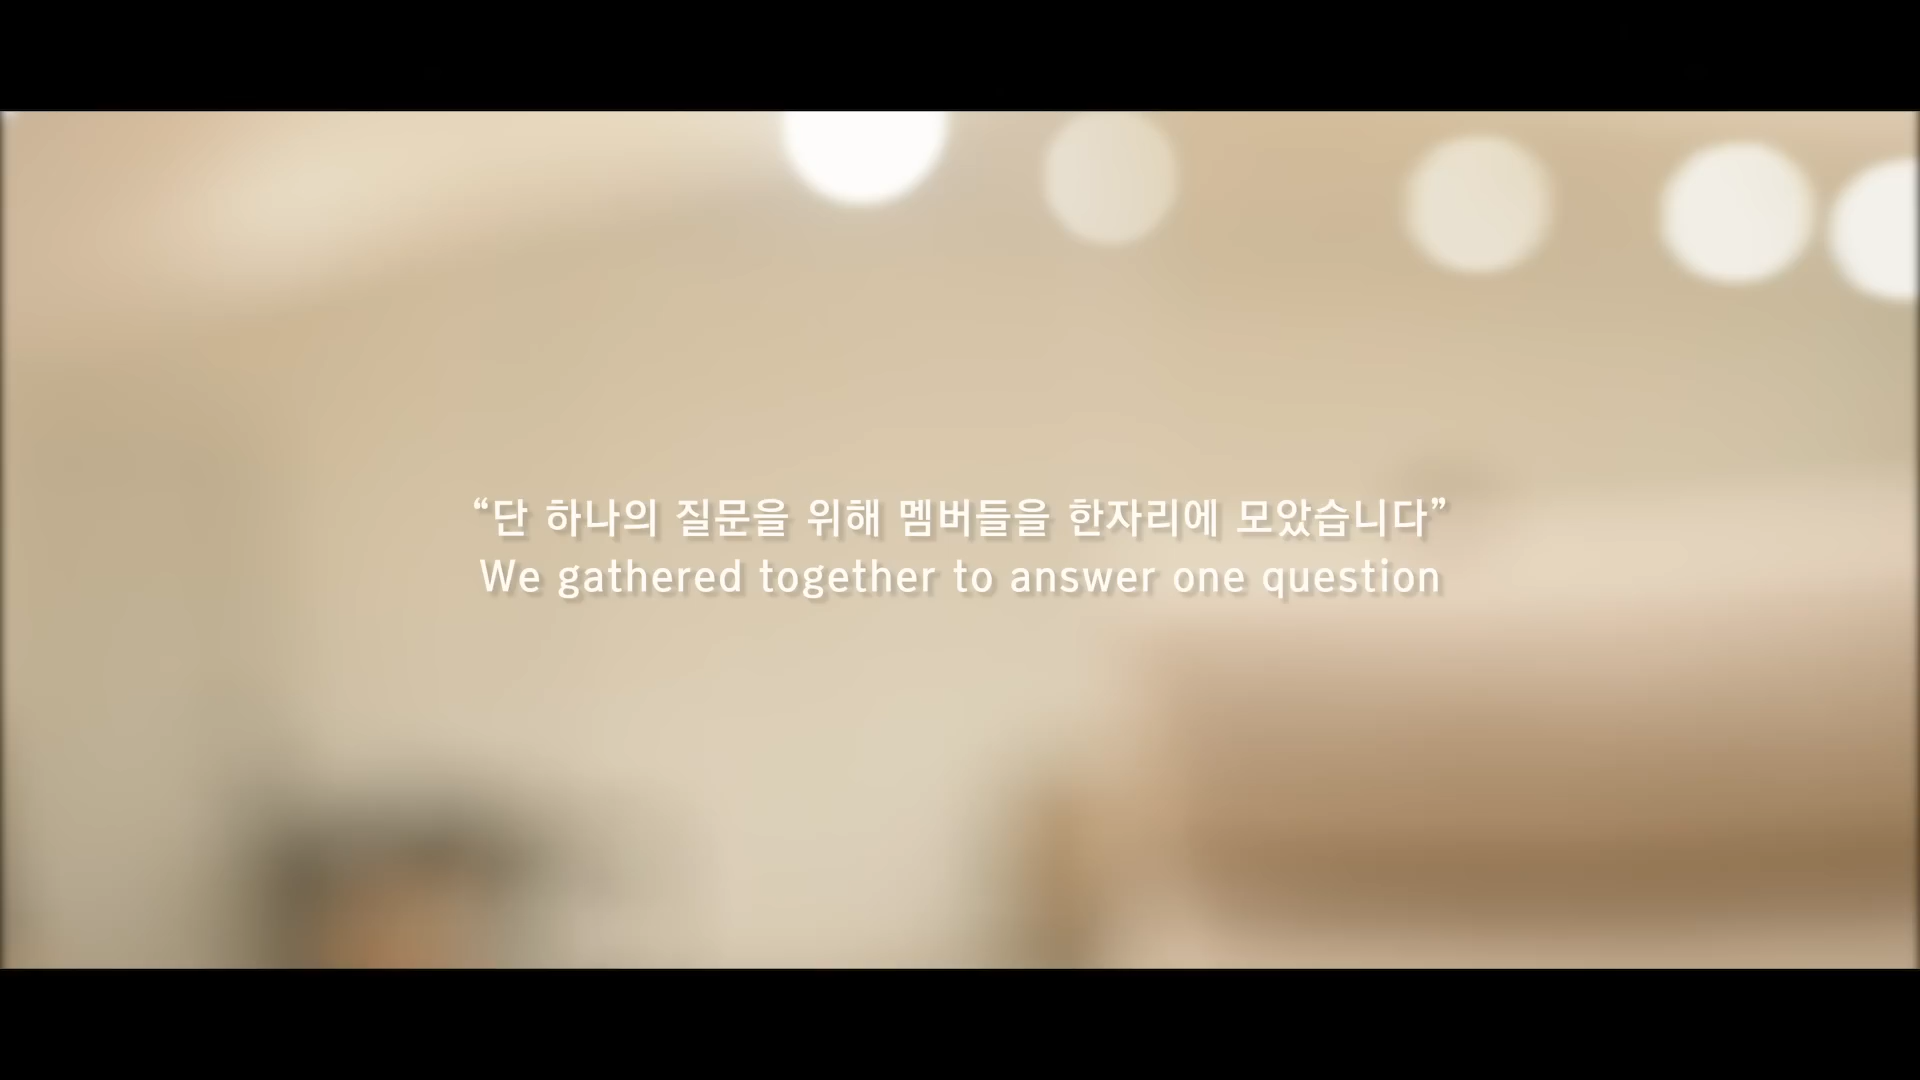 “단 하나의 질문을 위해 멤버들을 한자리에 모았습니다”
We gathered together to answer one question